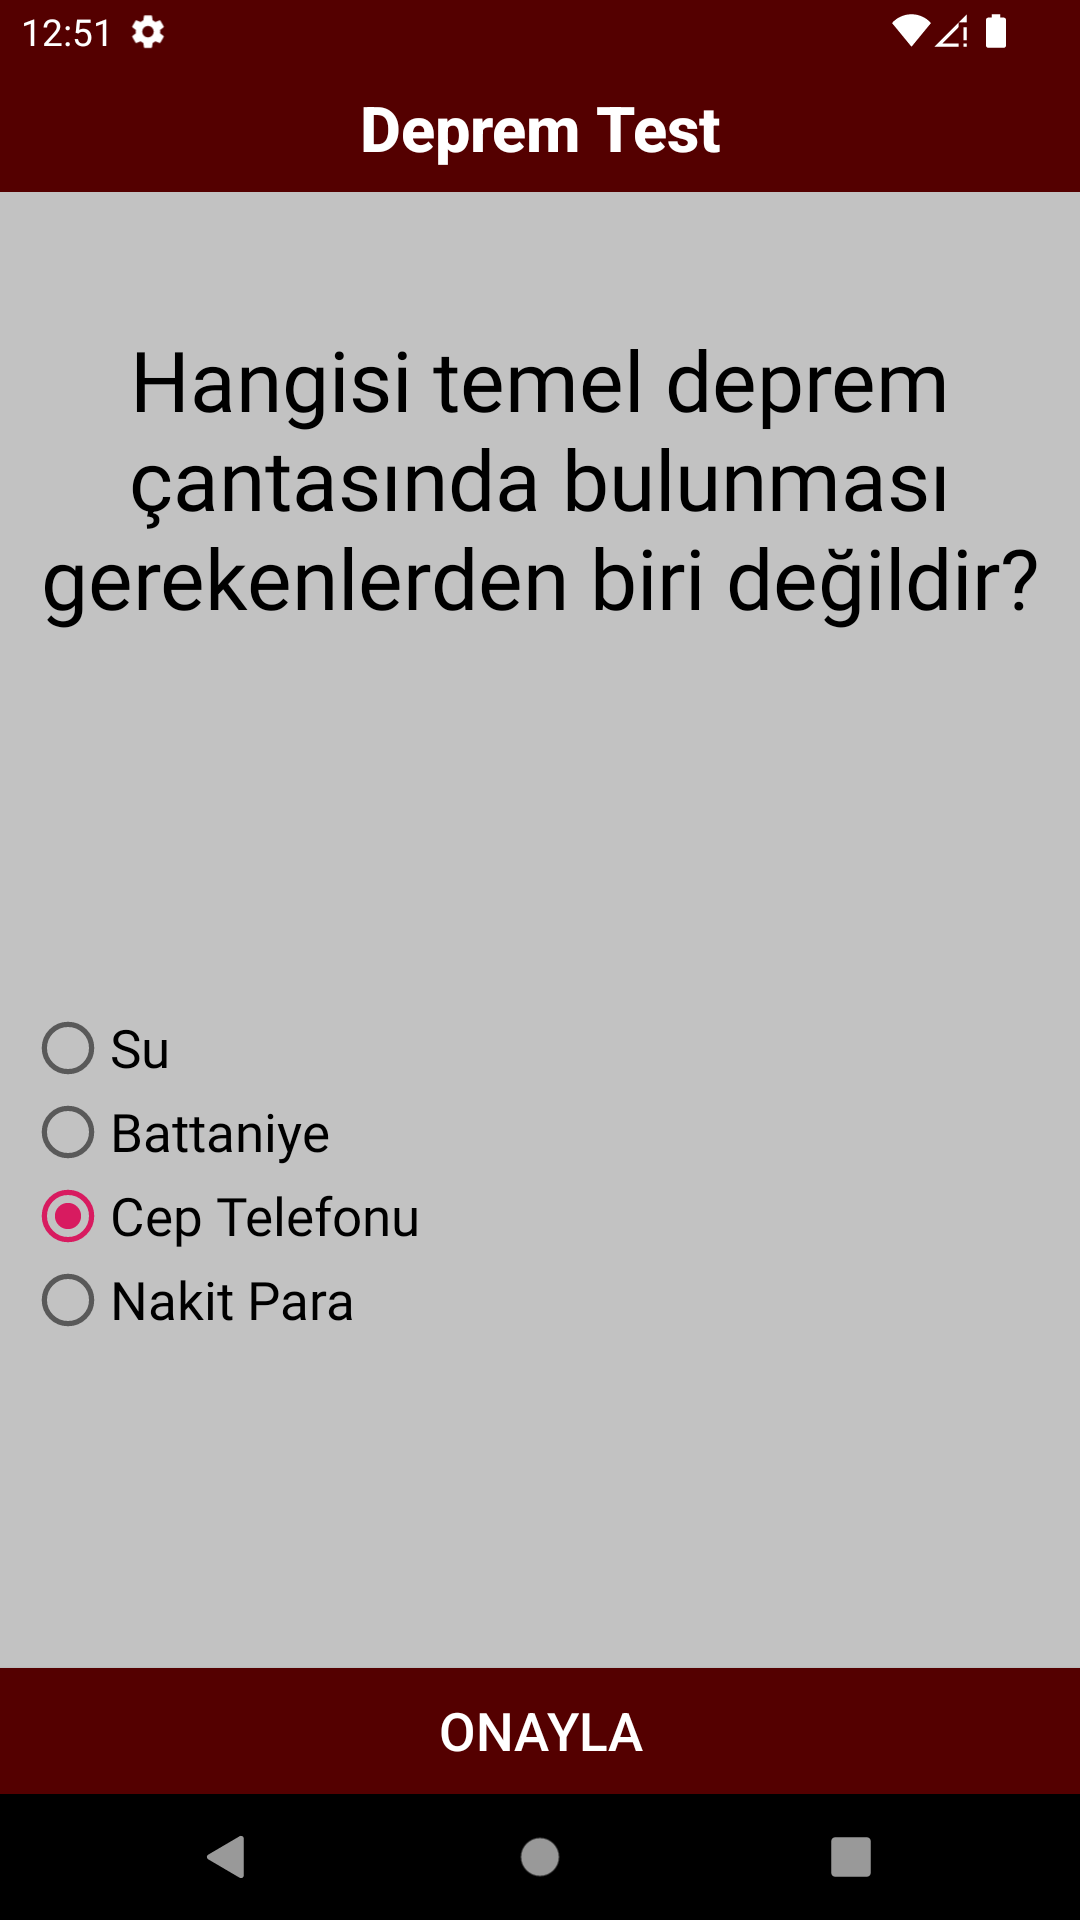 12:51
Deprem Test
Hangisi temel deprem
çantasında bulunması
gerekenlerden biri değildir?
Su
Battaniye
Cep Telefonu
Nakit Para
ONAYLA